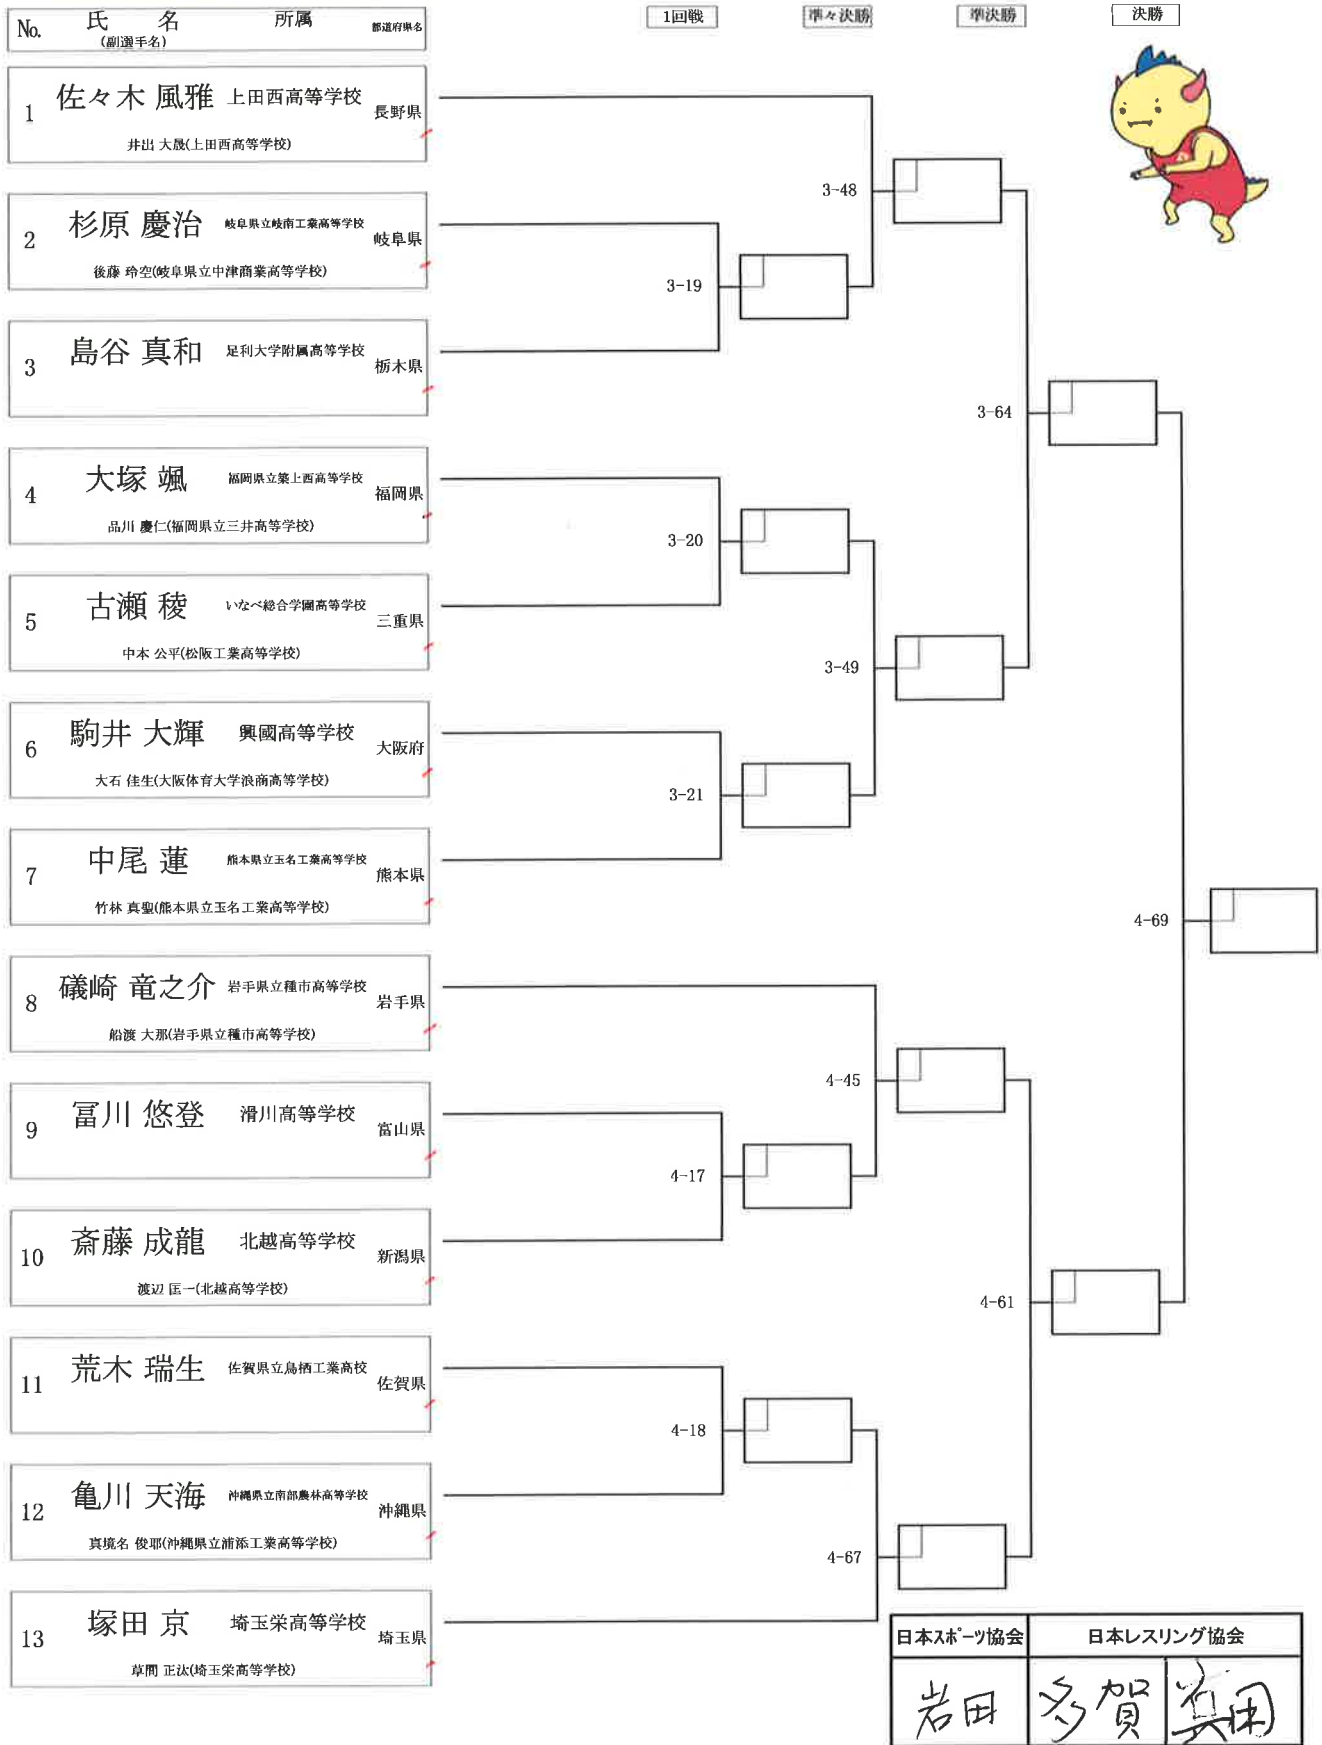 No. 氏 名 所属 都道府県名
(副選手名)
1回戦 準々決勝 準決勝 決勝
1 佐々木 風雅 上田西高等学校 長野県
井出 大晟(上田西高等学校)
3-48
2 杉原 慶治 岐阜県立岐南工業高等学校 岐阜県
後藤 玲空(岐阜県立中津商業高等学校)
3-19
3 島谷 真和 足利大学附属高等学校 栃木県
3-64
4 大塚 颯 福岡県立築上西高等学校 福岡県
品川 慶仁(福岡県立三井高等学校)
3-20
5 古瀬 稜 いなべ総合学園高等学校 三重県
中本 公平(松阪工業高等学校)
3-49
6 駒井 大輝 興國高等学校 大阪府
大石 佳生(大阪体育大学浪商高等学校)
3-21
7 中尾 蓮 熊本県立玉名工業高等学校 熊本県
竹林 真聖(熊本県立玉名工業高等学校)
4-69
8 礒崎 竜之介 岩手県立種市高等学校 岩手県
船渡 大那(岩手県立種市高等学校)
4-45
9 冨川 悠登 滑川高等学校 富山県
4-17
10 斎藤 成龍 北越高等学校 新潟県
渡辺 匡一(北越高等学校)
4-61
11 荒木 瑞生 佐賀県立鳥栖工業高校 佐賀県
4-18
12 亀川 天海 沖縄県立南部農林高等学校 沖縄県
真境名 俊耶(沖縄県立浦添工業高等学校)
4-67
13 塚田 京 埼玉栄高等学校 埼玉県
草間 正汰(埼玉栄高等学校)
日本スポーツ協会 日本レスリング協会
岩田 多賀